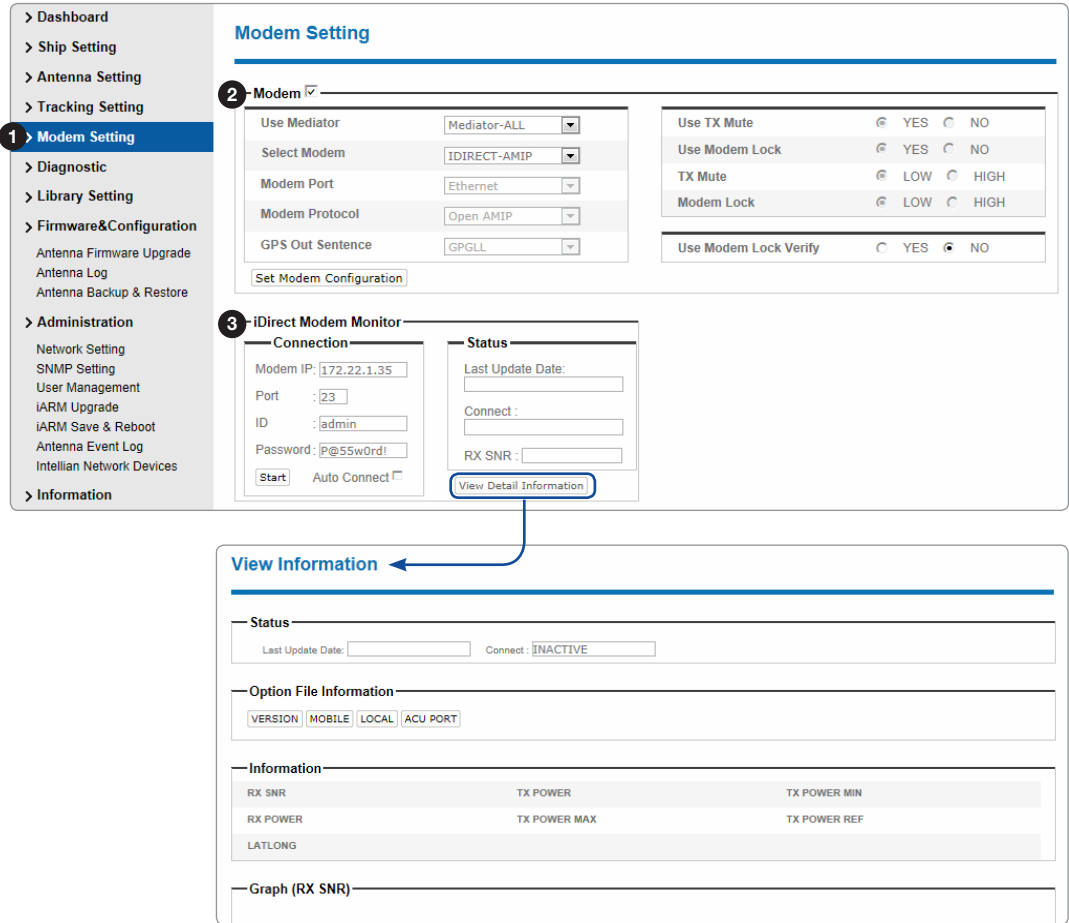 Dashboard
Ship Setting
Antenna Setting
Tracking Setting
1 Modem Setting
Diagnostic
Library Setting
Firmware&Configuration
Antenna Firmware Upgrade
Antenna Log
Antenna Backup & Restore
Administration
Network Setting
SNMP Setting
User Management
iARM Upgrade
iARM Save & Reboot
Antenna Event Log
Intellian Network Devices
Information
Modem Setting
2 Modem
Use Mediator Mediator-ALL
Select Modem IDIRECT-AMIP
Modem Port Ethernet
Modem Protocol Open AMIP
GPS Out Sentence GPGLL
Set Modem Configuration
Use TX Mute YES NO
Use Modem Lock YES NO
TX Mute LOW HIGH
Modem Lock LOW HIGH
Use Modem Lock Verify YES NO
3 iDirect Modem Monitor
Connection
Modem IP: 172.22.1.35
Port : 23
ID : admin
Password : P@55w0rd!
Start Auto Connect
Status
Last Update Date:
Connect :
RX SNR :
View Detail Information
View Information
Status
Last Update Date: Connect : INACTIVE
Option File Information
VERSION MOBILE LOCAL ACU PORT
Information
RX SNR TX POWER TX POWER MIN
RX POWER TX POWER MAX TX POWER REF
LATLONG
Graph (RX SNR)